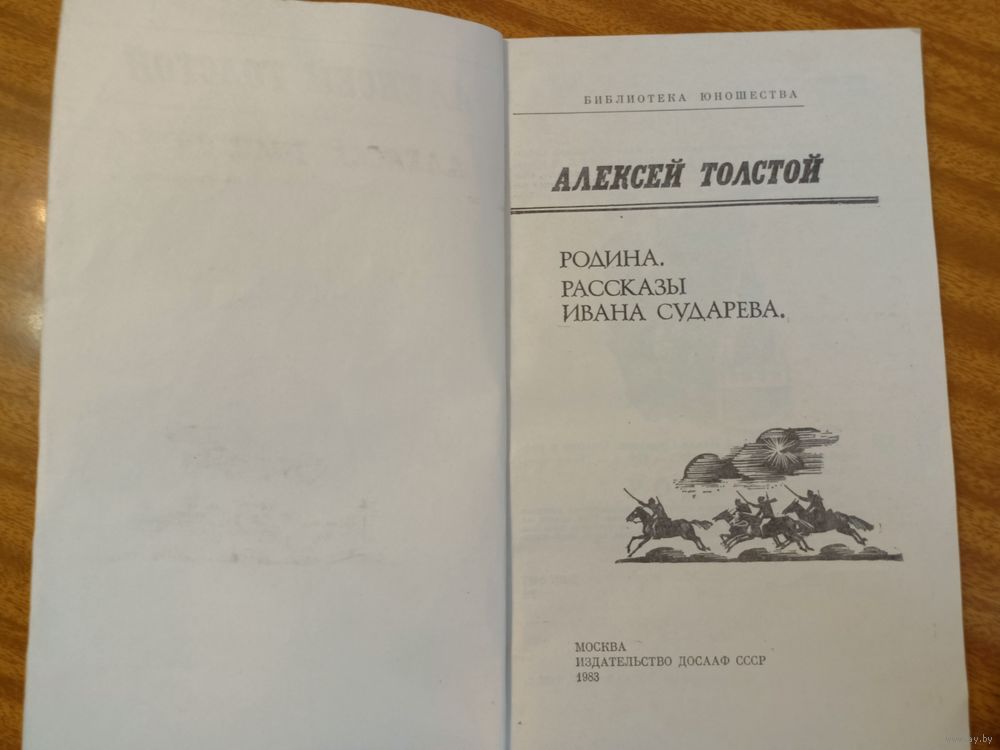 БИБЛИОТЕКА ЮНОШЕСТВА
АЛЕКСЕЙ ТОЛСТОЙ
РОДИНА.
РАССКАЗЫ
ИВАНА СУДАРЕВА.
МОСКВА
ИЗДАТЕЛЬСТВО ДОСААФ СССР
1983